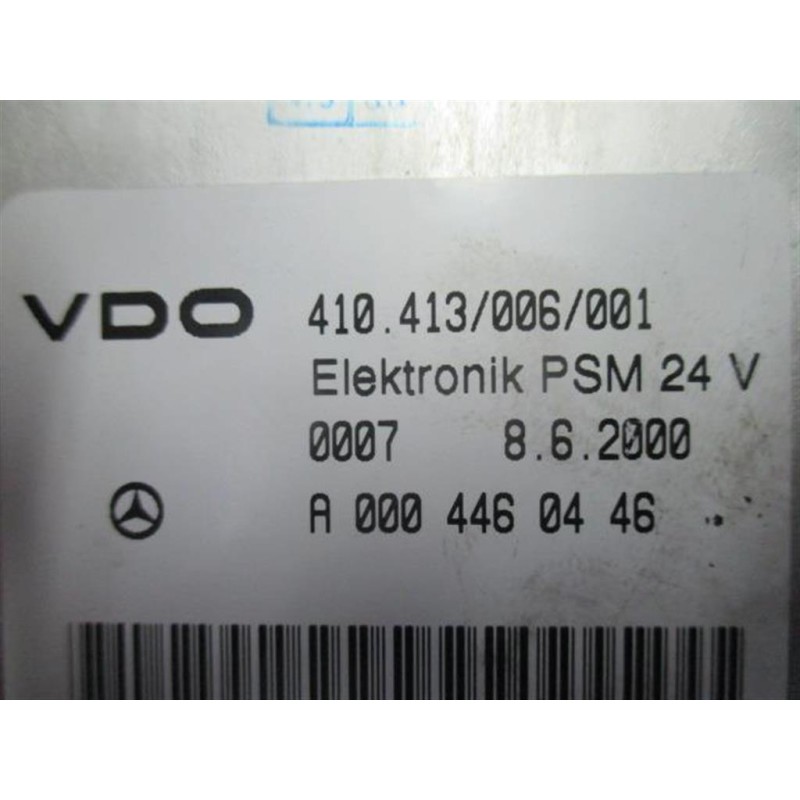 VDO 410.413/006/001
Elektronik PSM 24 V
0007 8.6.2000
A 000 446 04 46